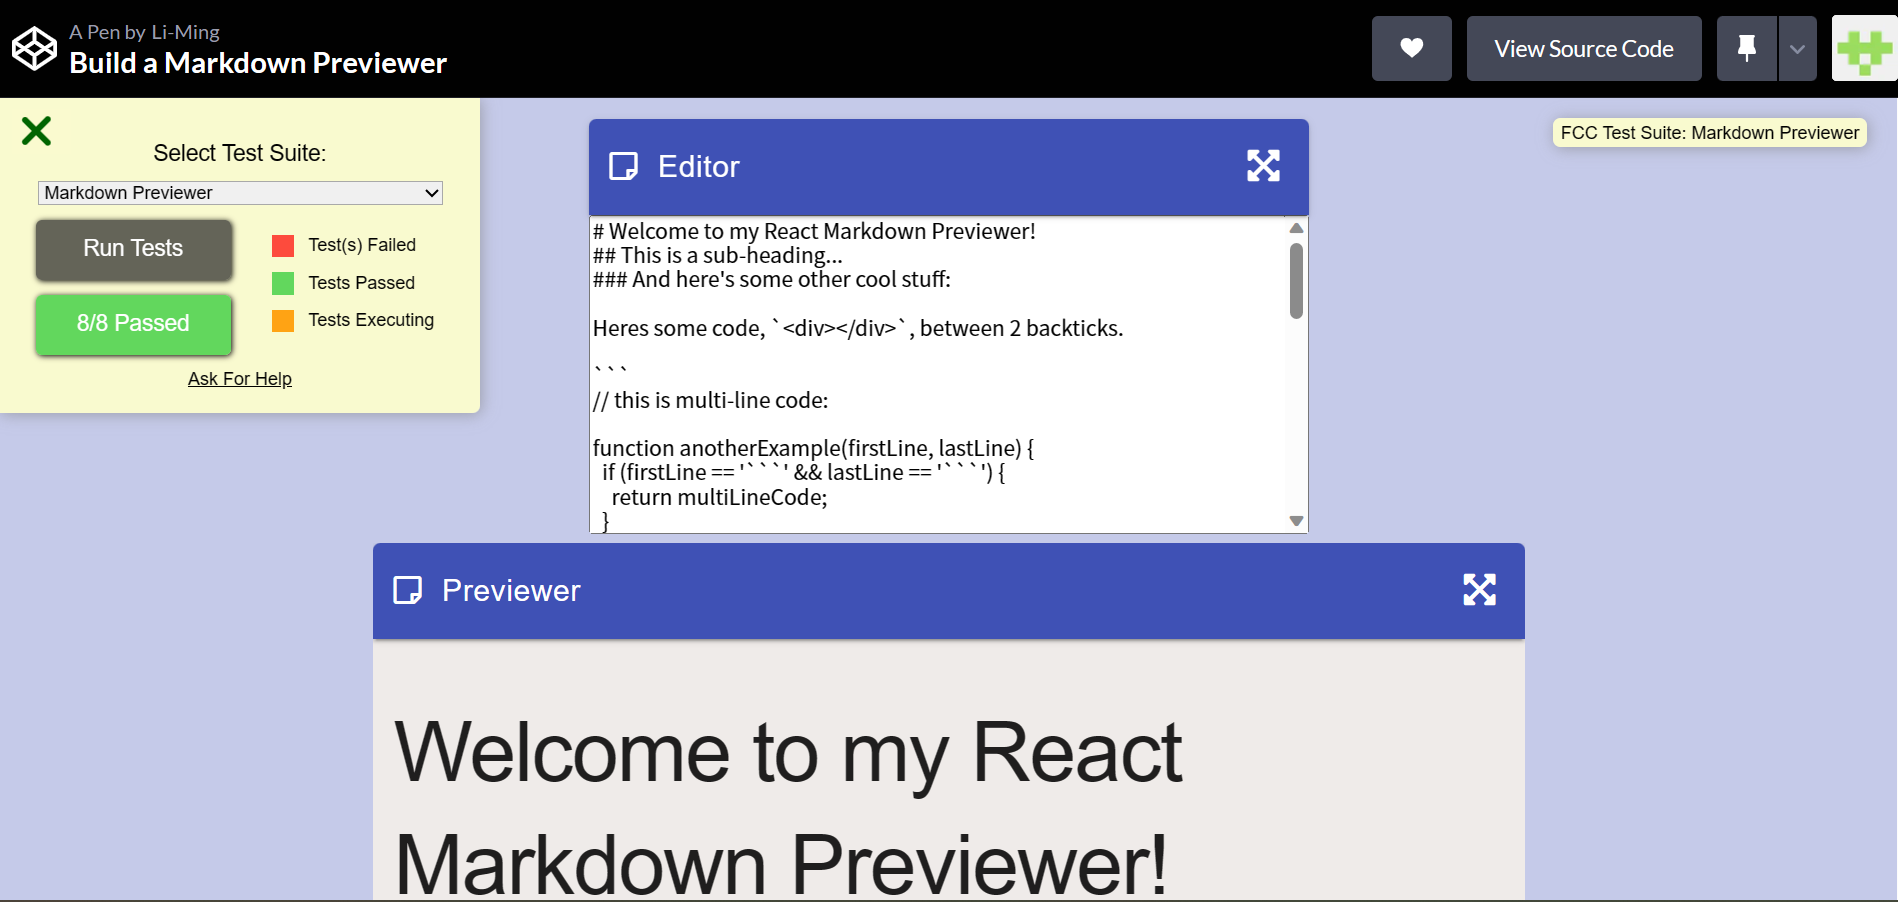 A Pen by Li-Ming
Build a Markdown Previewer
View Source Code
Select Test Suite:
Markdown Previewer
Run Tests
8/8 Passed
Test(s) Failed
Tests Passed
Tests Executing
Ask For Help
FCC Test Suite: Markdown Previewer
Editor
# Welcome to my React Markdown Previewer!
## This is a sub-heading...
### And here's some other cool stuff:
Heres some code, `<div></div>`, between 2 backticks.
```
// this is multi-line code:
function anotherExample(firstLine, lastLine) {
  if (firstLine == '```' && lastLine == '```') {
    return multiLineCode;
  }
Previewer
Welcome to my React
Markdown Previewer!